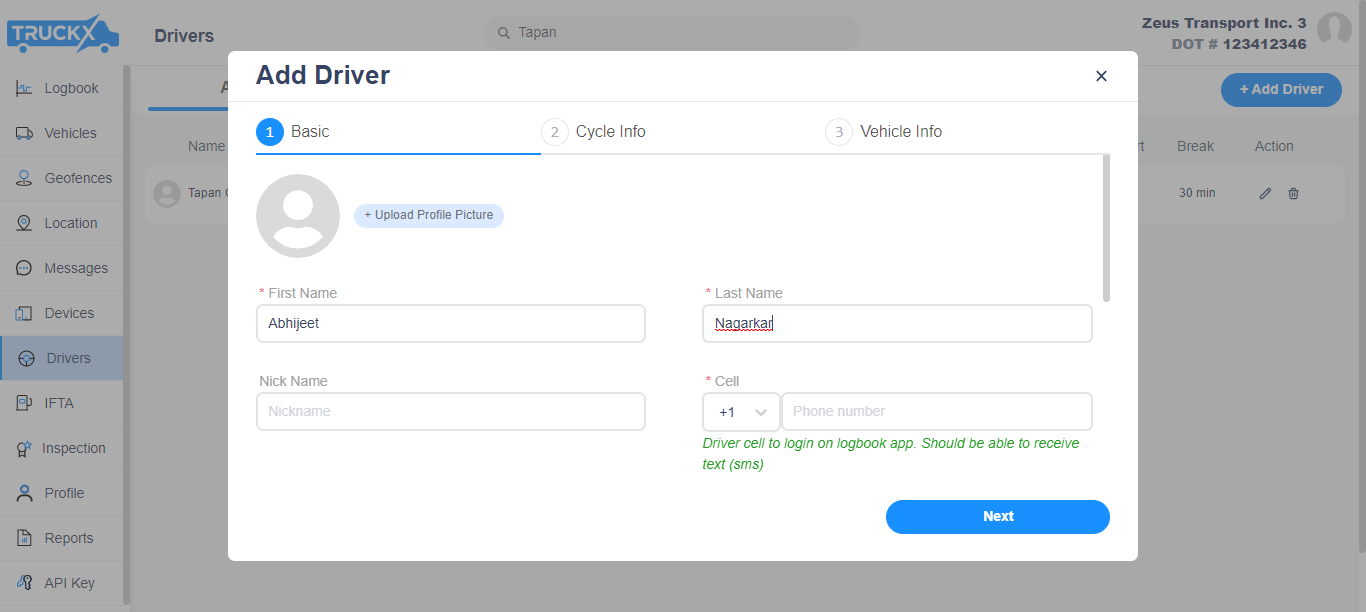 TRUCKX
Drivers
Tapan
Zeus Transport Inc. 3
DOT # 123412346
Logbook
Vehicles
Geofences
Location
Messages
Devices
Drivers
IFTA
Inspection
Profile
Reports
API Key
+ Add Driver
Name
Break
Action
Tapan
30 min
Add Driver
1 Basic
2 Cycle Info
3 Vehicle Info
+ Upload Profile Picture
* First Name
* Last Name
Abhijeet
Nagarkar
Nick Name
* Cell
Nickname
+1
Phone number
Driver cell to login on logbook app. Should be able to receive
text (sms)
Next